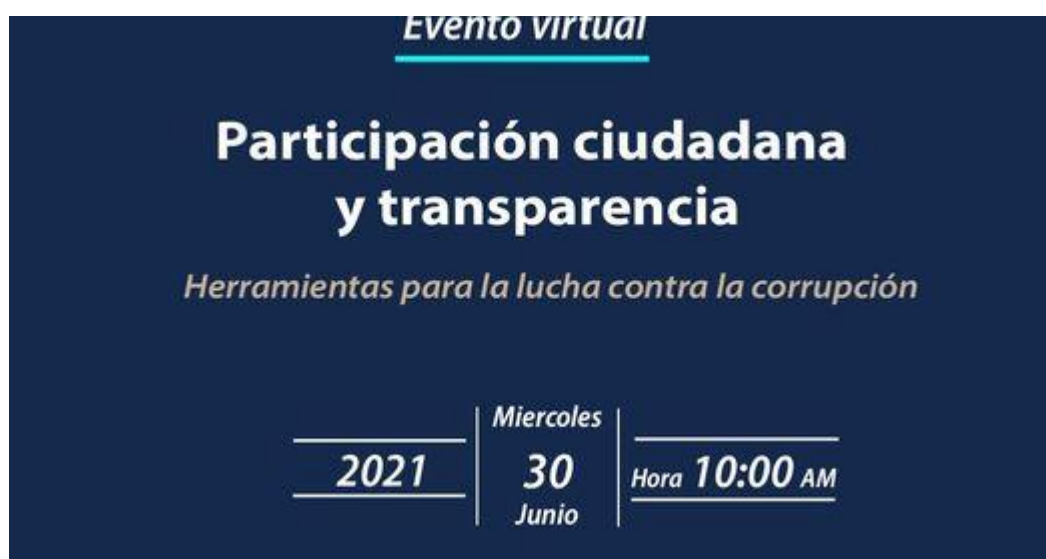 Evento virtual
Participación ciudadana
y transparencia
Herramientas para la lucha contra la corrupción
2021
Miercoles
30
Junio
Hora 10:00 AM